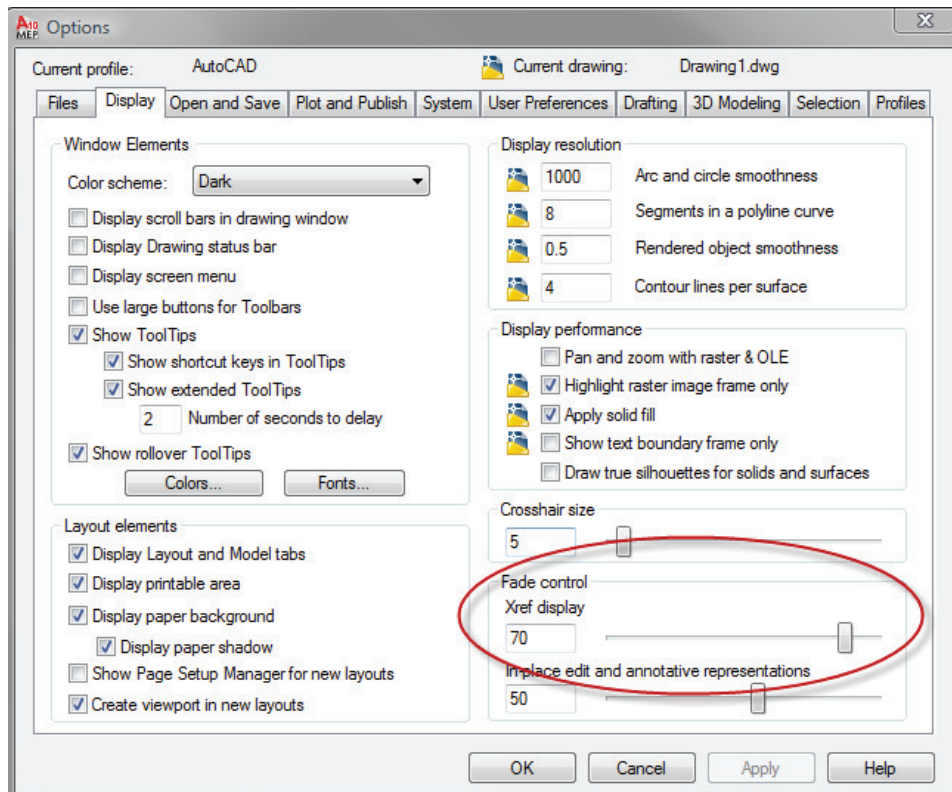 A10 MEP Options
Current profile: AutoCAD Current drawing: Drawing1.dwg
Files Display Open and Save Plot and Publish System User Preferences Drafting 3D Modeling Selection Profiles
Window Elements
Color scheme: Dark
Display scroll bars in drawing window
Display Drawing status bar
Display screen menu
Use large buttons for Toolbars
Show ToolTips
Show shortcut keys in ToolTips
Show extended ToolTips
2 Number of seconds to delay
Show rollover ToolTips
Colors... Fonts...
Layout elements
Display Layout and Model tabs
Display printable area
Display paper background
Display paper shadow
Show Page Setup Manager for new layouts
Create viewport in new layouts
Display resolution
1000 Arc and circle smoothness
8 Segments in a polyline curve
0.5 Rendered object smoothness
4 Contour lines per surface
Display performance
Pan and zoom with raster & OLE
Highlight raster image frame only
Apply solid fill
Show text boundary frame only
Draw true silhouettes for solids and surfaces
Crosshair size
5
Fade control
Xref display
70
In-place edit and annotative representations
50
OK Cancel Apply Help